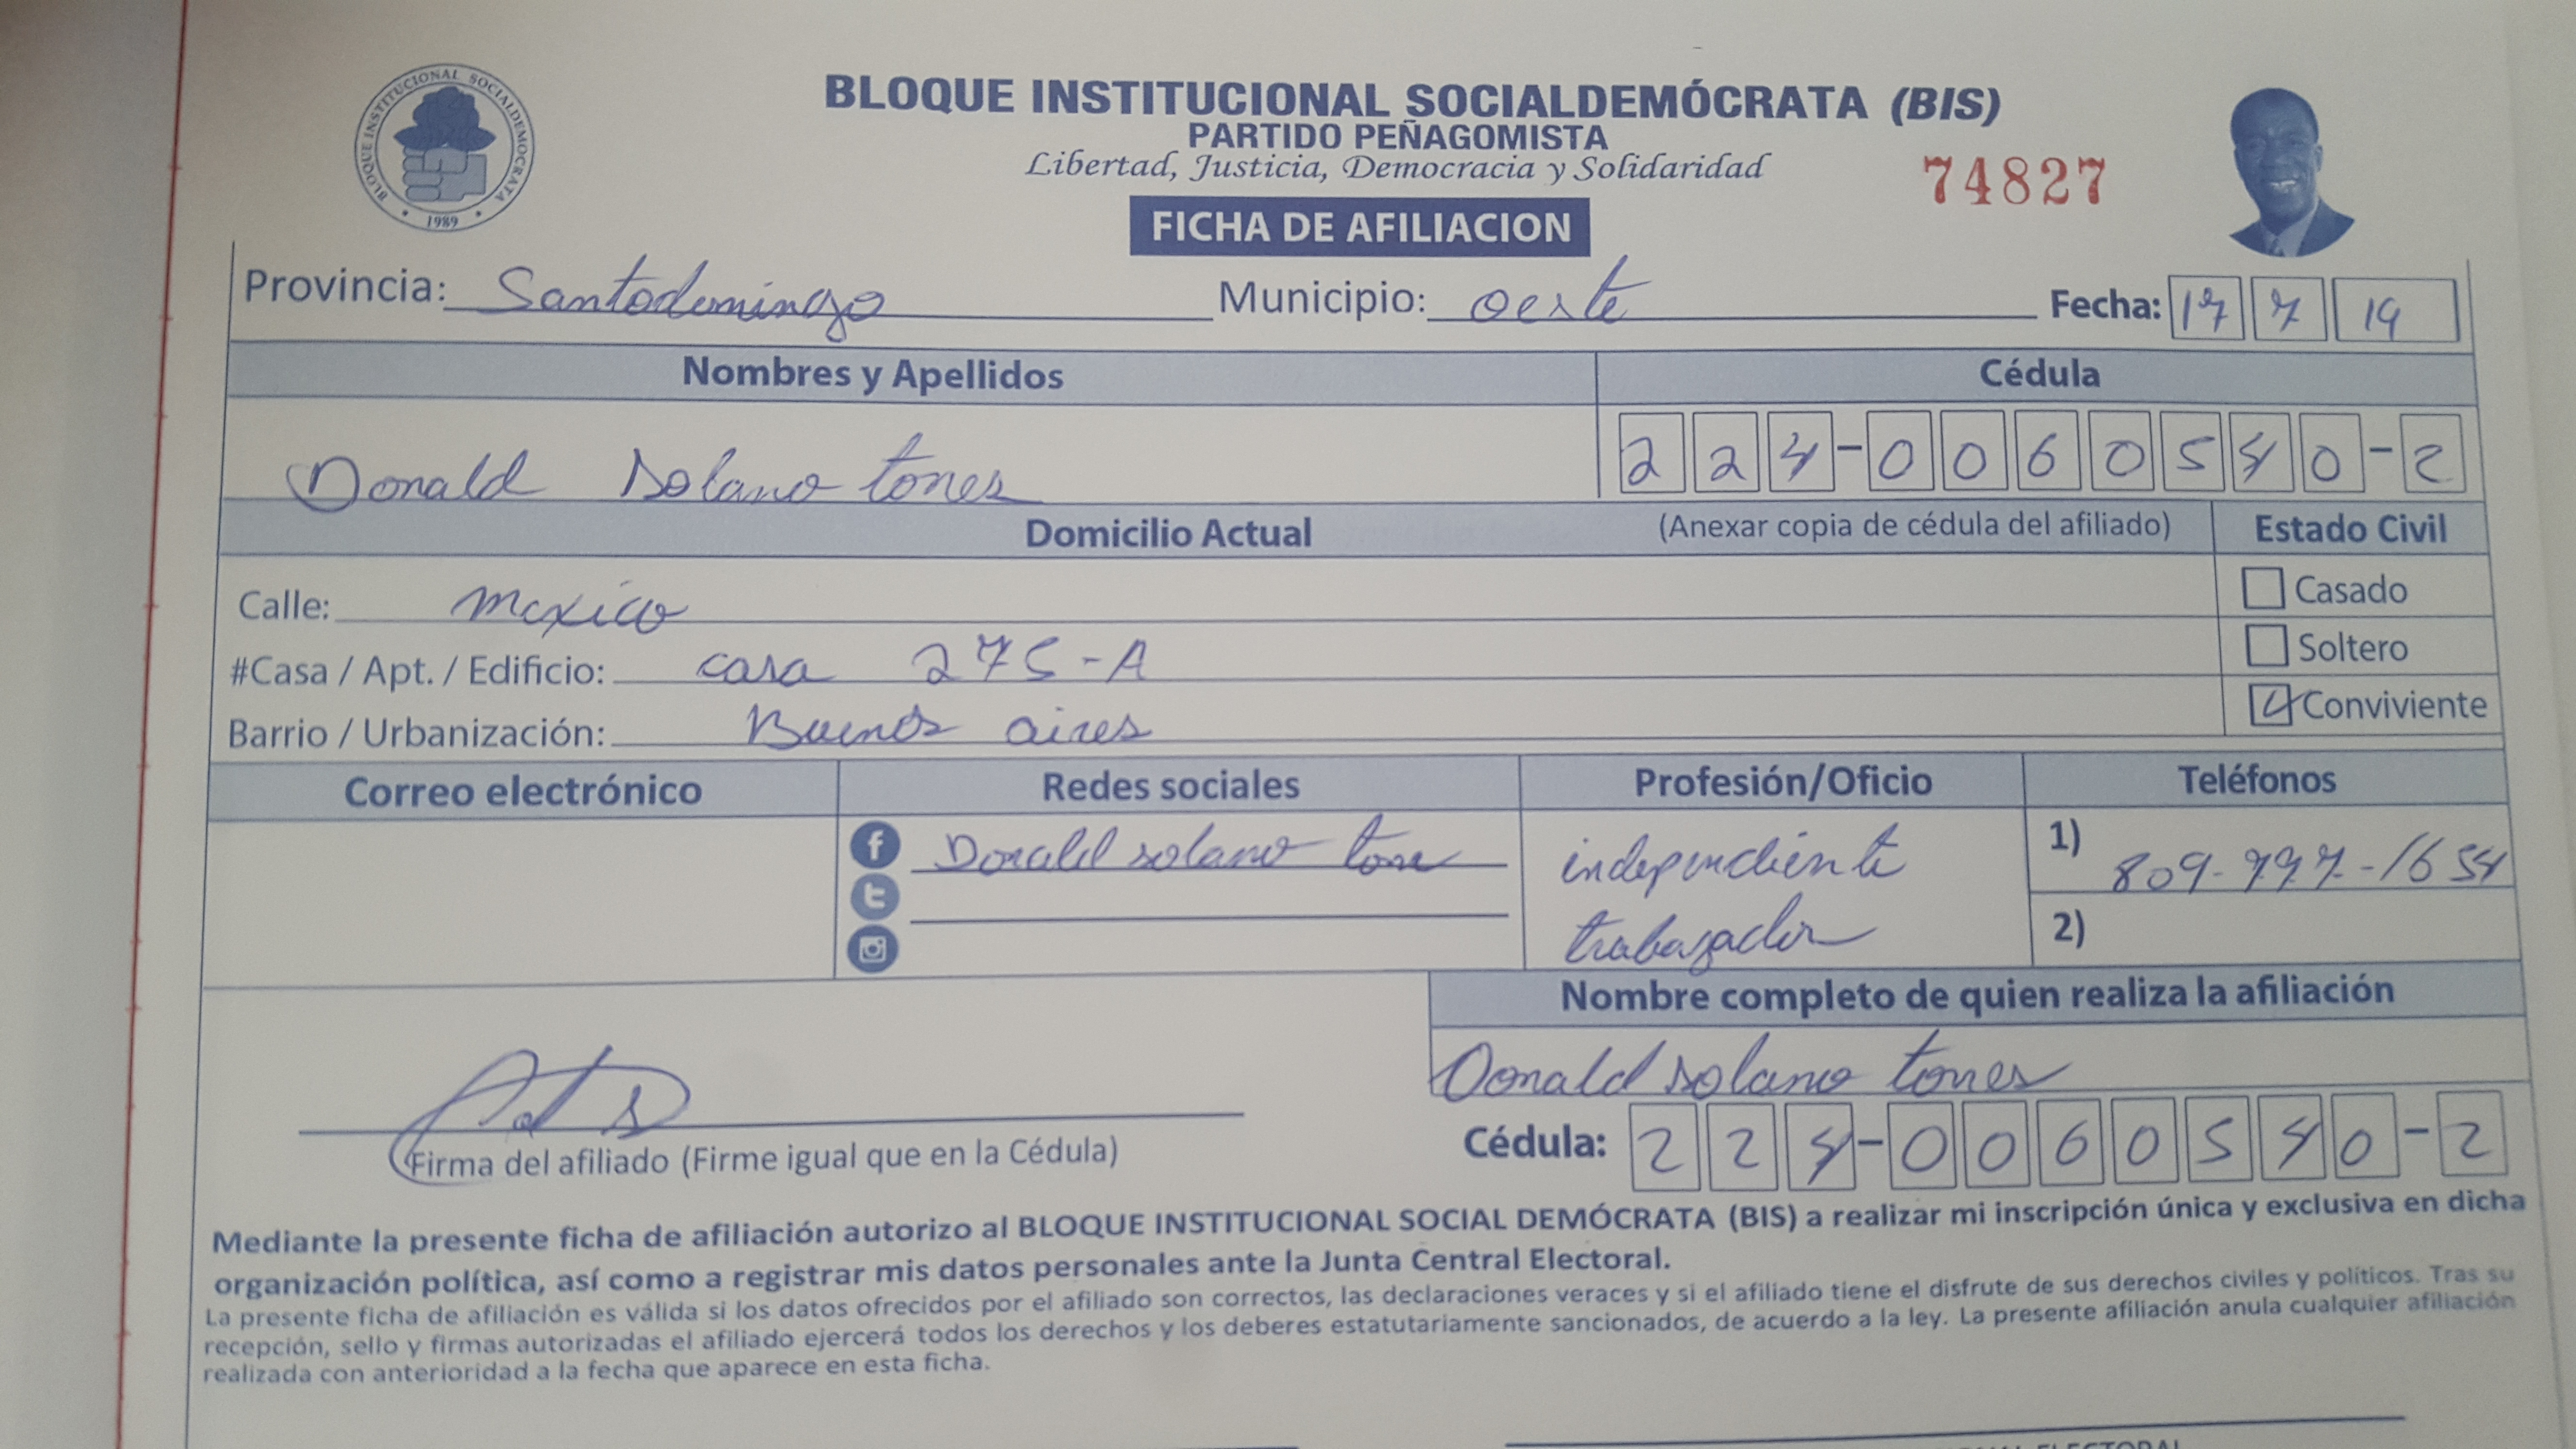 BLOQUE INSTITUCIONAL SOCIALDEMOCRATA
1989
BLOQUE INSTITUCIONAL SOCIALDEMÓCRATA (BIS)
PARTIDO PEÑAGOMISTA
Libertad, Justicia, Democracia y Solidaridad
74827
FICHA DE AFILIACION
Provincia: Santodomingo Municipio: oeste Fecha: 17 7 19
Nombres y Apellidos Cédula
Donald Solano torres 224-0060540-2
Domicilio Actual (Anexar copia de cédula del afiliado) Estado Civil
Calle: mexico Casado
#Casa / Apt. / Edificio: casa 275-A Soltero
Barrio / Urbanización: Buenos aires Conviviente
Correo electrónico Redes sociales Profesión/Oficio Teléfonos
Donald solano torre independiente 1) 809-797-1654
trabajador 2)
Nombre completo de quien realiza la afiliación
Donald solano torres
Firma del afiliado (Firme igual que en la Cédula) Cédula: 224-0060540-2
Mediante la presente ficha de afiliación autorizo al BLOQUE INSTITUCIONAL SOCIAL DEMÓCRATA (BIS) a realizar mi inscripción única y exclusiva en dicha
organización política, así como a registrar mis datos personales ante la Junta Central Electoral.
La presente ficha de afiliación es válida si los datos ofrecidos por el afiliado son correctos, las declaraciones veraces y si el afiliado tiene el disfrute de sus derechos civiles y políticos. Tras su
recepción, sello y firmas autorizadas el afiliado ejercerá todos los derechos y los deberes estatutariamente sancionados, de acuerdo a la ley. La presente afiliación anula cualquier afiliación
realizada con anterioridad a la fecha que aparece en esta ficha.